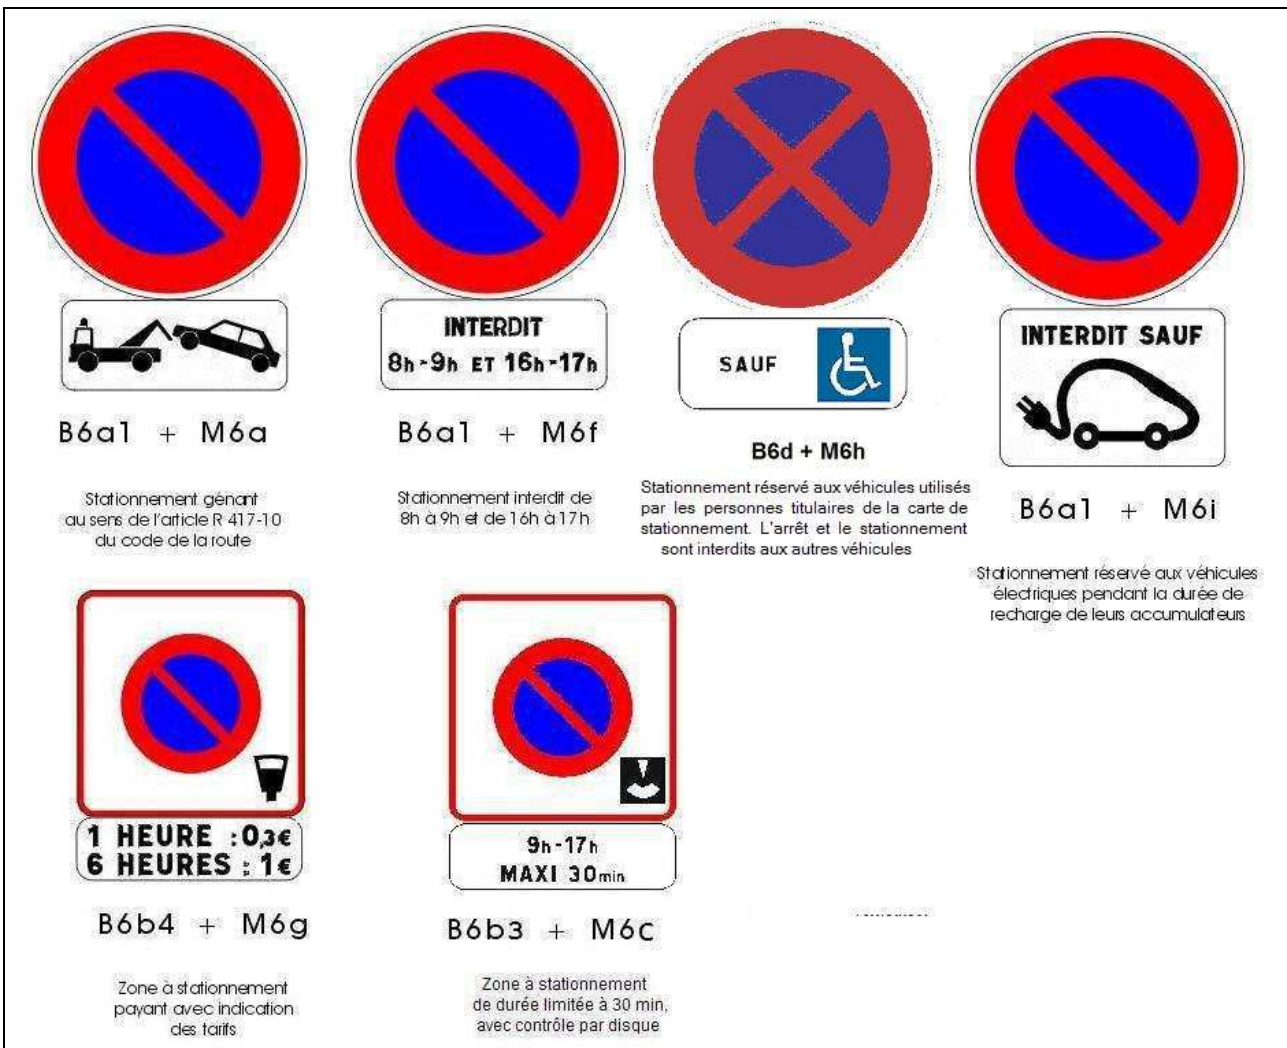 INTERDIT
8h-9h ET 16h-17h
SAUF
INTERDIT SAUF
B6a1 + M6a
B6a1 + M6f
B6d + M6h
B6a1 + M6i
Stationnement génant
au sens de l'article R 417-10
du code de la route
Stationnement interdit de
8h à 9h et de 16h à 17h
Stationnement réservé aux véhicules utilisés
par les personnes titulaires de la carte de
stationnement. L'arrêt et le stationnement
sont interdits aux autres véhicules
Stationnement réservé aux véhicules
électriques pendant la durée de
recharge de leurs accumulateurs
1 HEURE : 0,3€
6 HEURES : 1€
9h-17h
MAXI 30min
B6b4 + M6g
B6b3 + M6c
Zone à stationnement
payant avec indication
des tarifs
Zone à stationnement
de durée limitée à 30 min,
avec contrôle par disque